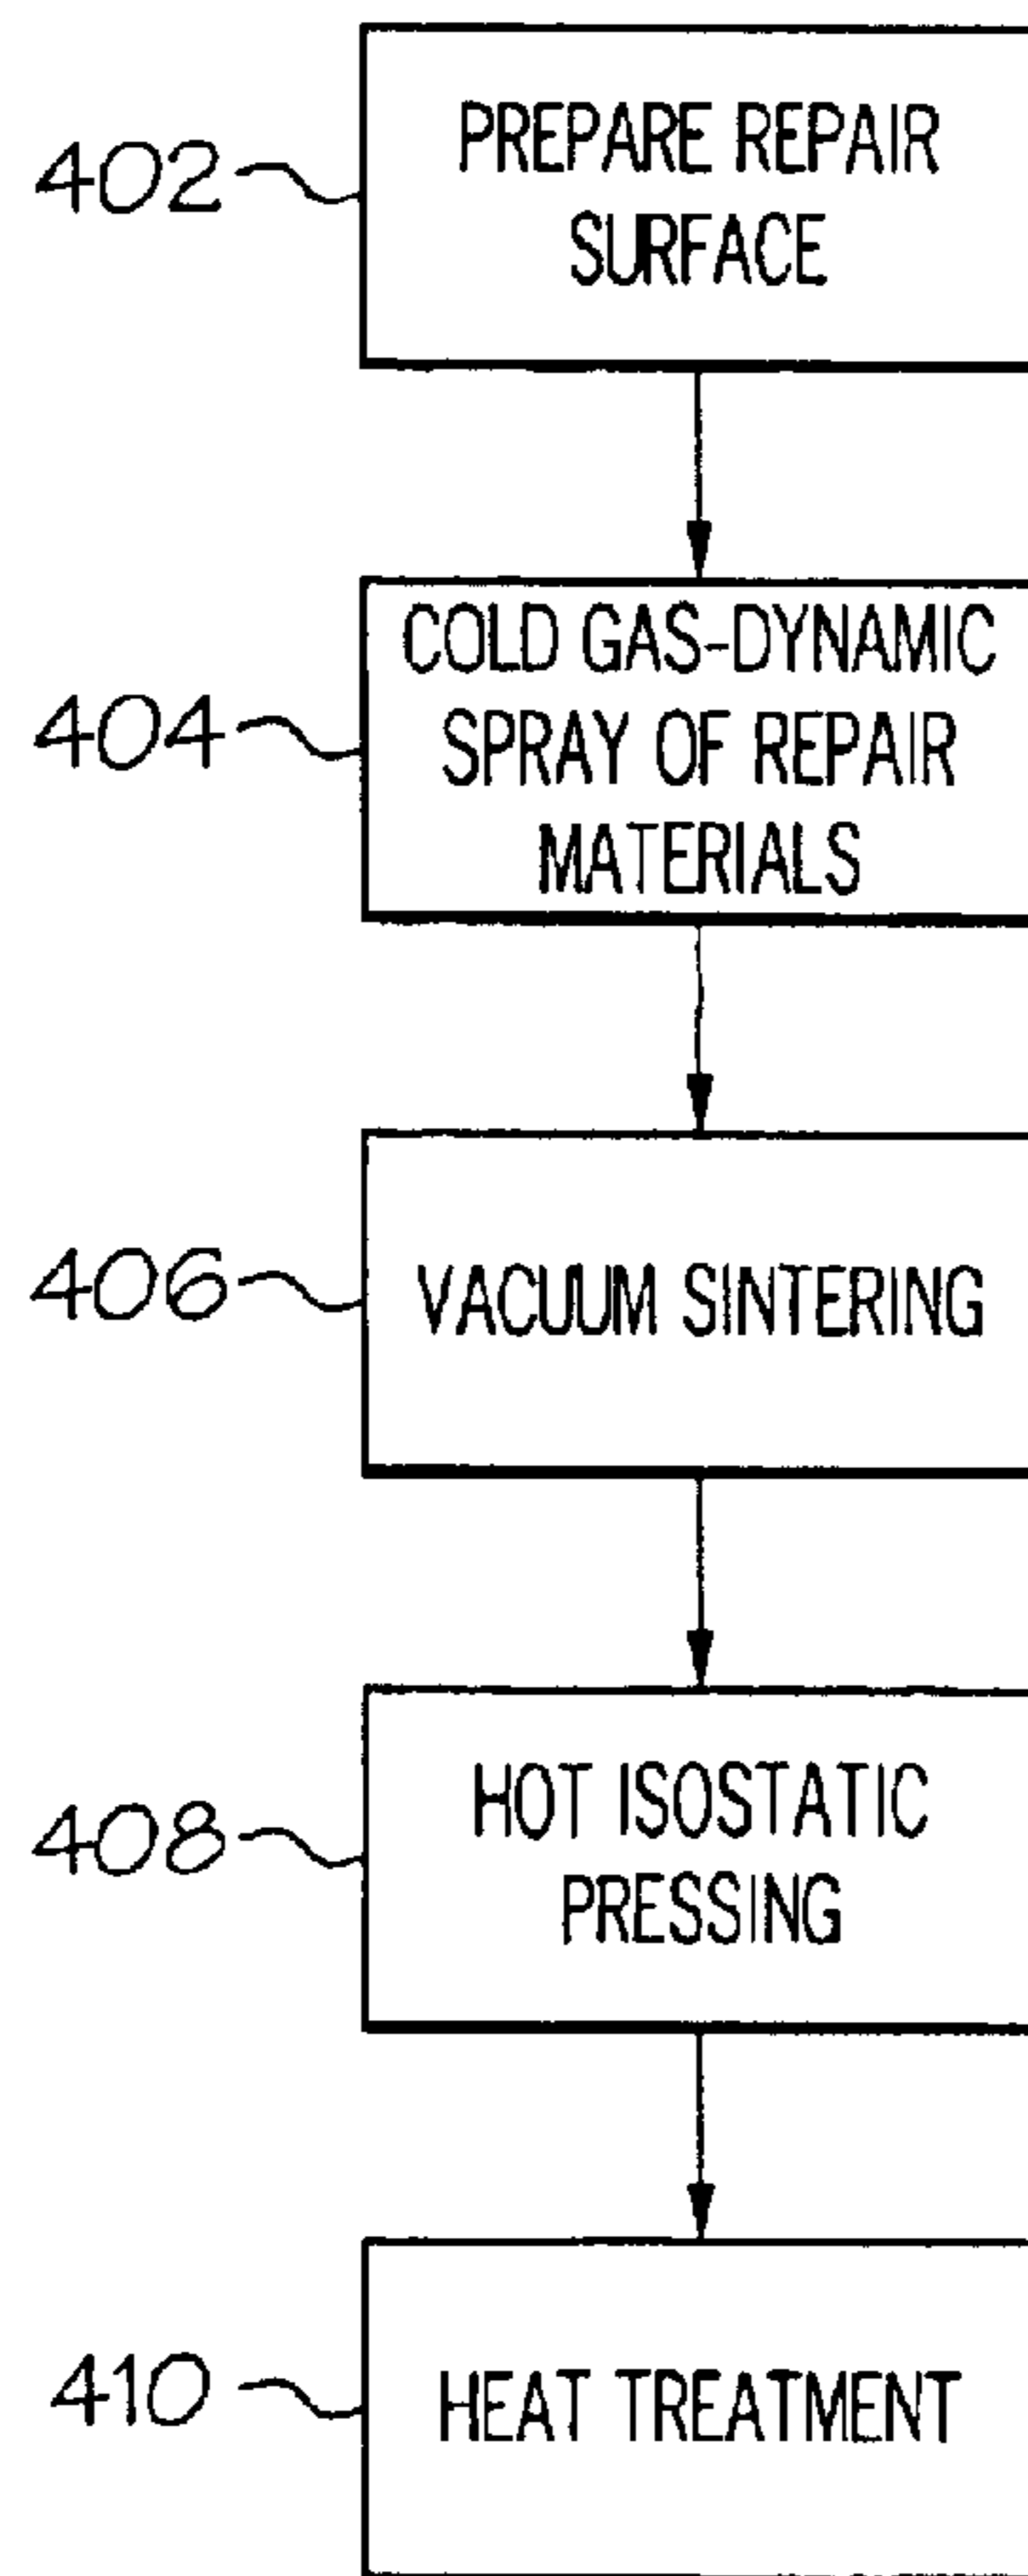 402
PREPARE REPAIR
SURFACE
404
COLD GAS-DYNAMIC
SPRAY OF REPAIR
MATERIALS
406
VACUUM SINTERING
408
HOT ISOSTATIC
PRESSING
410
HEAT TREATMENT